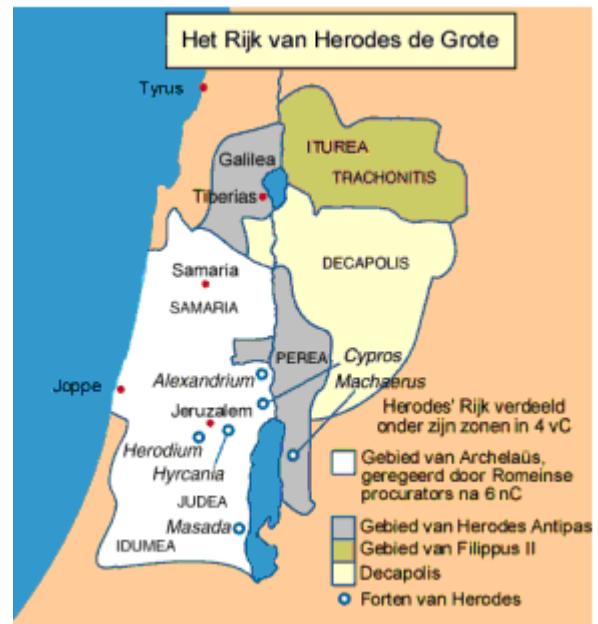 Het Rijk van Herodes de Grote
Tyrus
Galilea
ITUREA
TRACHONITIS
Tiberias
DECAPOLIS
Samaria
SAMARIA
PEREA
Cypros
Alexandrium
Machaerus
Joppe
Jeruzalem
Herodium
Hyrcania
JUDEA
Masada
IDUMEA
Herodes' Rijk verdeeld
onder zijn zonen in 4 vC
Gebied van Archelaüs,
geregeerd door Romeinse
procurators na 6 nC
Gebied van Herodes Antipas
Gebied van Filippus II
Decapolis
Forten van Herodes